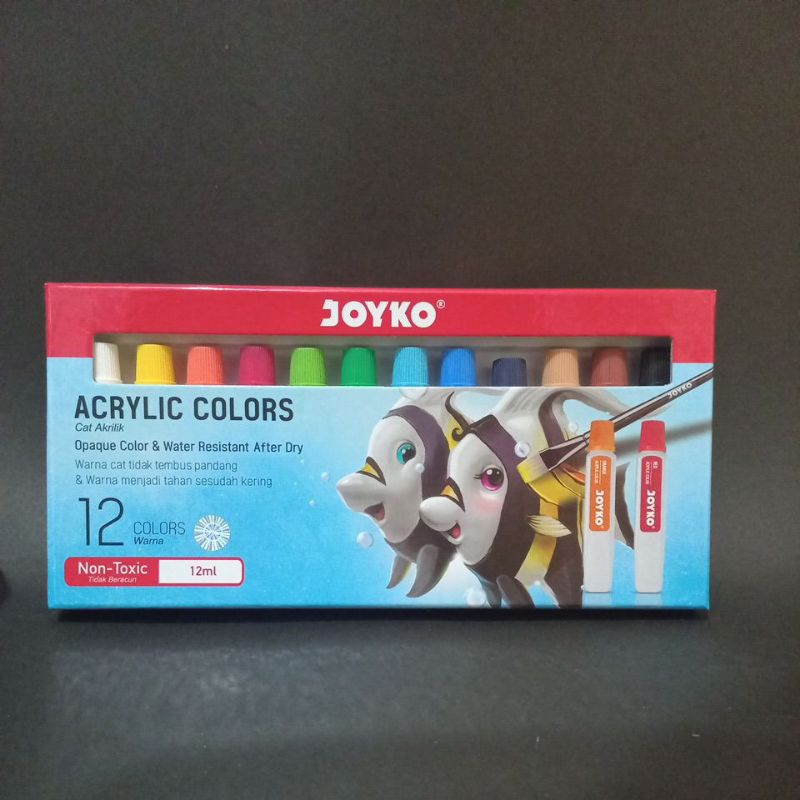 JOYKO®
ACRYLIC COLORS
Cat Akrilik
Opaque Color & Water Resistant After Dry
Warna cat tidak tembus pandang
& Warna menjadi tahan sesudah kering
12 COLORS
Warna
Non-Toxic
Tidak Beracun
12ml
JOYKO
JOYKO
JOYKO